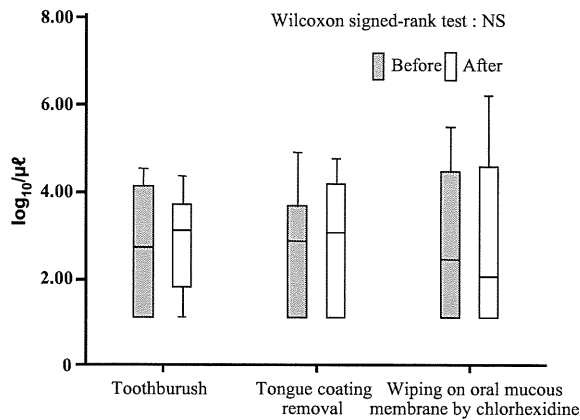 Wilcoxon signed-rank test : NS
Before After
log10/μℓ
8.00
6.00
4.00
2.00
0
Toothburush
Tongue coating
removal
Wiping on oral mucous
membrane by chlorhexidine